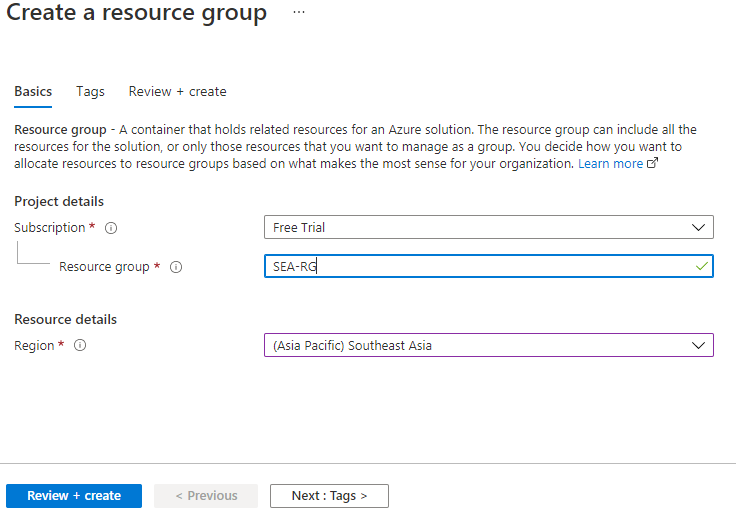 Create a resource group ...
Basics Tags Review + create
Resource group - A container that holds related resources for an Azure solution. The resource group can include all the
resources for the solution, or only those resources that you want to manage as a group. You decide how you want to
allocate resources to resource groups based on what makes the most sense for your organization. Learn more
Project details
Subscription * Free Trial
Resource group * SEA-RG
Resource details
Region * (Asia Pacific) Southeast Asia
Review + create < Previous Next : Tags >